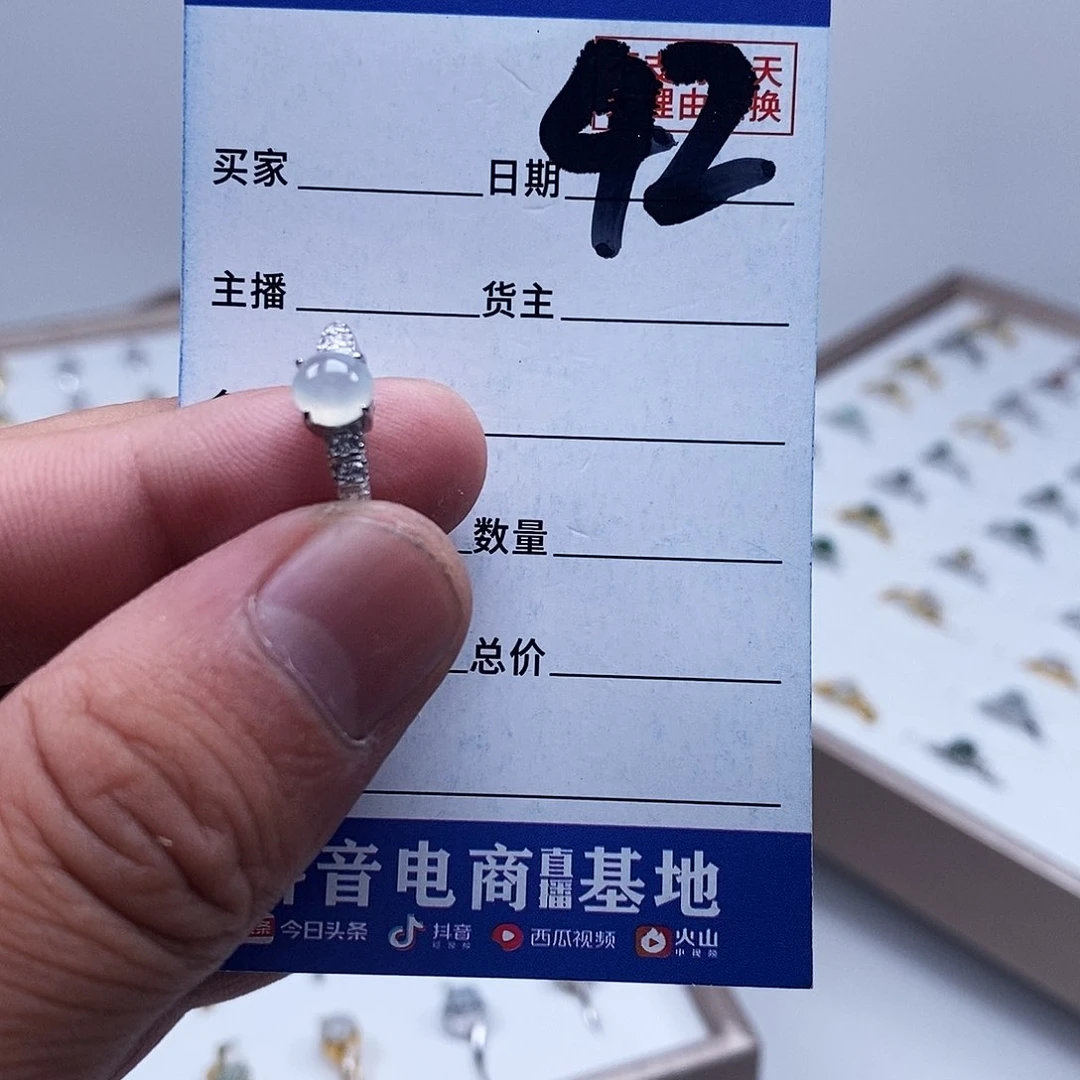 42
天
理由 换
买家 日期
主播 货主
数量
总价
音电商直播基地
今日头条 抖音 西瓜视频 火山